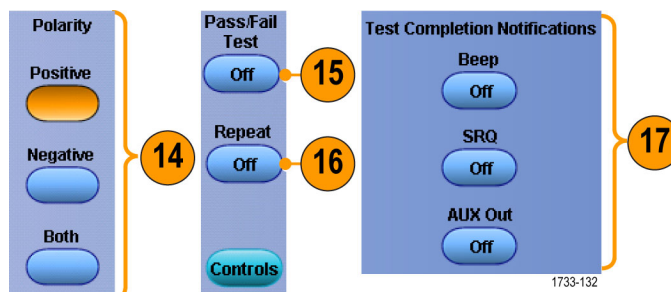 Polarity
Positive
Negative
Both
14
Pass/Fail
Test
Off
15
Repeat
Off
16
Controls
Test Completion Notifications
Beep
Off
SRQ
Off
AUX Out
Off
17
1733-132